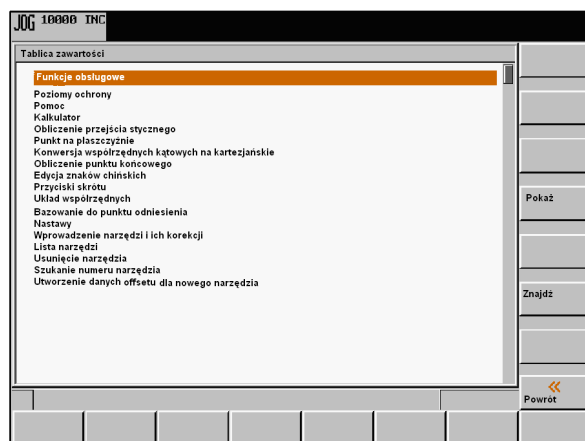 JOG 10000 INC
Tablica zawartości
Funkcje obsługowe
Poziomy ochrony
Pomoc
Kalkulator
Obliczenie przejścia stycznego
Punkt na płaszczyźnie
Konwersja współrzędnych kątowych na kartezjańskie
Obliczenie punktu końcowego
Edycja znaków chińskich
Przyciski skrótu
Układ współrzędnych
Bazowanie do punktu odniesienia
Nastawy
Wprowadzenie narzędzi i ich korekcji
Lista narzędzi
Usunięcie narzędzia
Szukanie numeru narzędzia
Utworzenie danych offsetu dla nowego narzędzia
Pokaż
Znajdź
Powrót